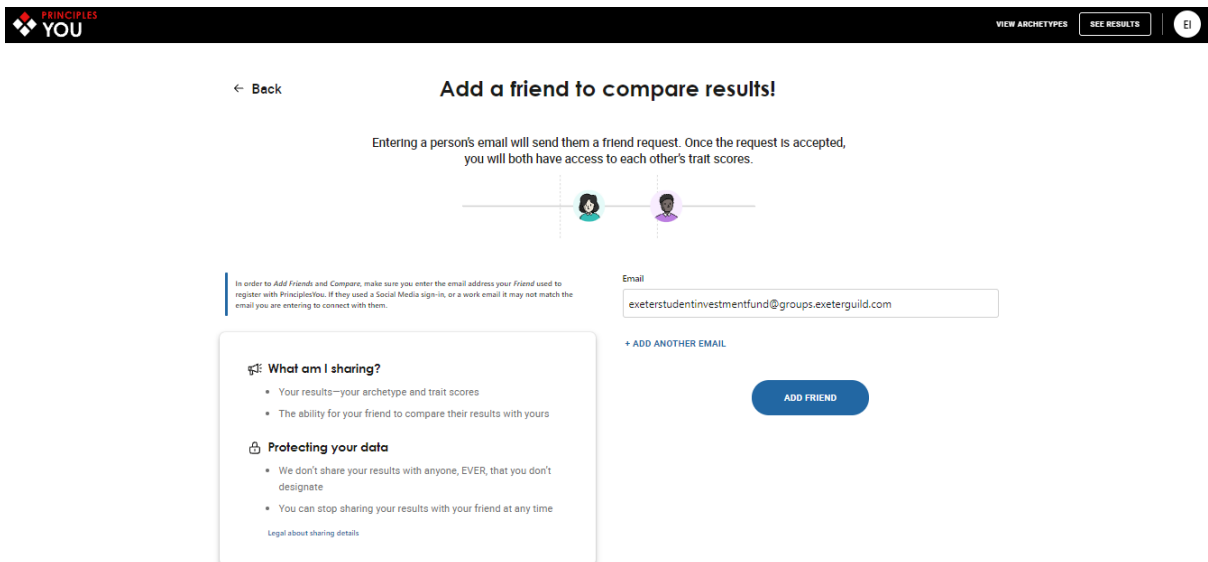 PRINCIPLES
YOU
VIEW ARCHETYPES
SEE RESULTS
EI
← Back
Add a friend to compare results!
Entering a person's email will send them a friend request. Once the request is accepted,
you will both have access to each other's trait scores.
In order to Add Friends and Compare, make sure you enter the email address your Friend used to
register with PrinciplesYou. If they used a Social Media sign-in, or a work email it may not match the
email you are entering to connect with them.
Email
exeterstudentinvestmentfund@groups.exeterguild.com
+ ADD ANOTHER EMAIL
ADD FRIEND
What am I sharing?
• Your results—your archetype and trait scores
• The ability for your friend to compare their results with yours
Protecting your data
• We don't share your results with anyone, EVER, that you don't
designate
• You can stop sharing your results with your friend at any time
Legal about sharing details